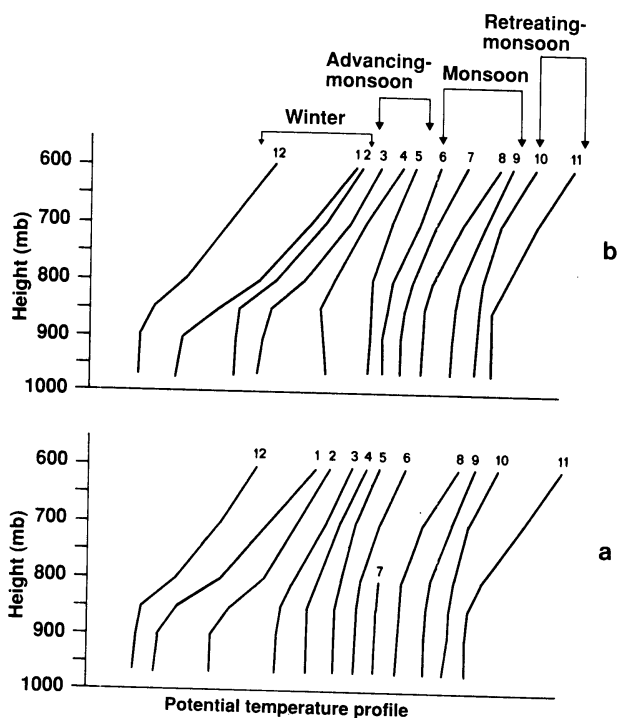 Retreating-
monsoon
Advancing-
monsoon
Monsoon
Winter
12 1 2 3 4 5 6 7 8 9 10 11
600
700
800
900
1000
Height (mb)
b
12 1 2 3 4 5 6 8 9 10 11
7
600
700
800
900
1000
Height (mb)
a
Potential temperature profile